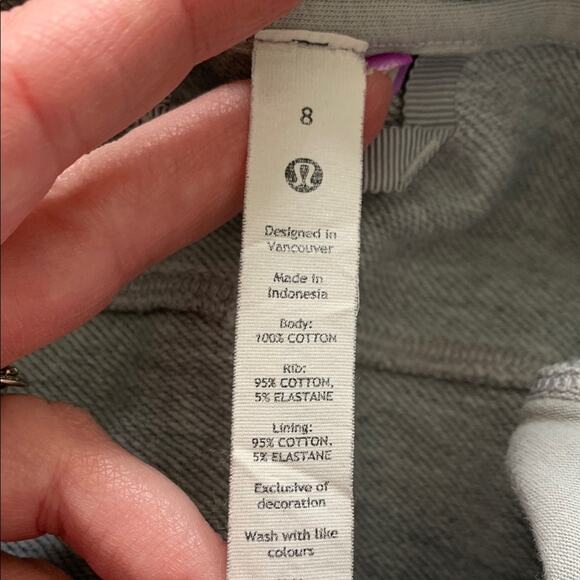 8
Designed in
Vancouver
Made in
Indonesia
Body:
100% COTTON
Rib:
95% COTTON,
5% ELASTANE
Lining:
95% COTTON,
5% ELASTANE
Exclusive of
decoration
Wash with like
colours